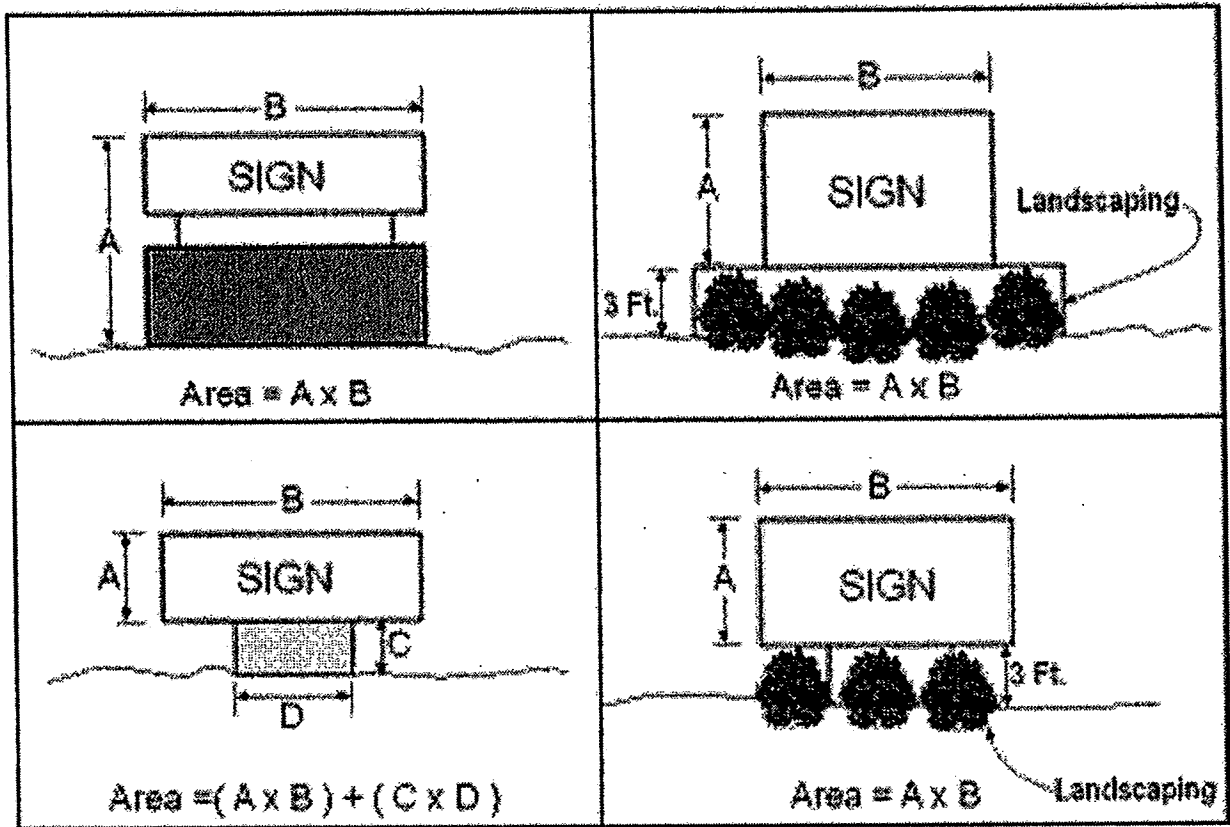 B
SIGN
A
Area = A x B
B
A
SIGN
Landscaping
3 Ft.
Area = A x B
B
A
SIGN
C
D
Area =( A x B ) + ( C x D )
B
A
SIGN
3 Ft.
Landscaping
Area = A x B